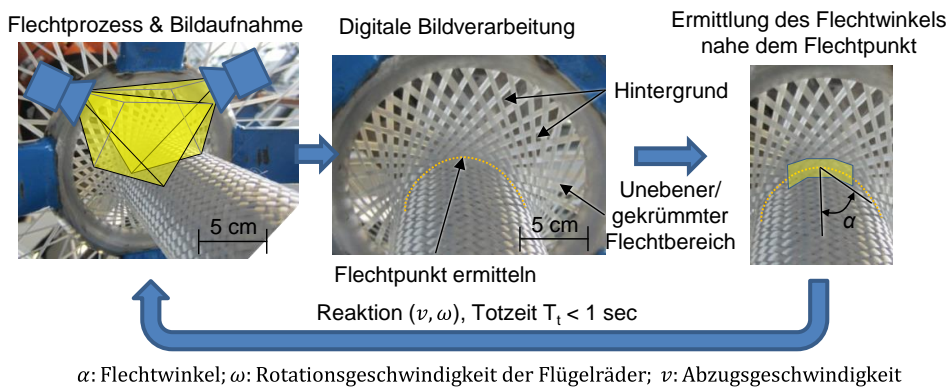 Flechtprozess & Bildaufnahme
Digitale Bildverarbeitung
Ermittlung des Flechtwinkels
nahe dem Flechtpunkt
5 cm
5 cm
Hintergrund
Unebener/
gekrümmter
Flechtbereich
α
Flechtpunkt ermitteln
Reaktion (𝑣, 𝜔), Totzeit Tt < 1 sec
𝛼: Flechtwinkel; 𝜔: Rotationsgeschwindigkeit der Flügelräder; 𝑣: Abzugsgeschwindigkeit